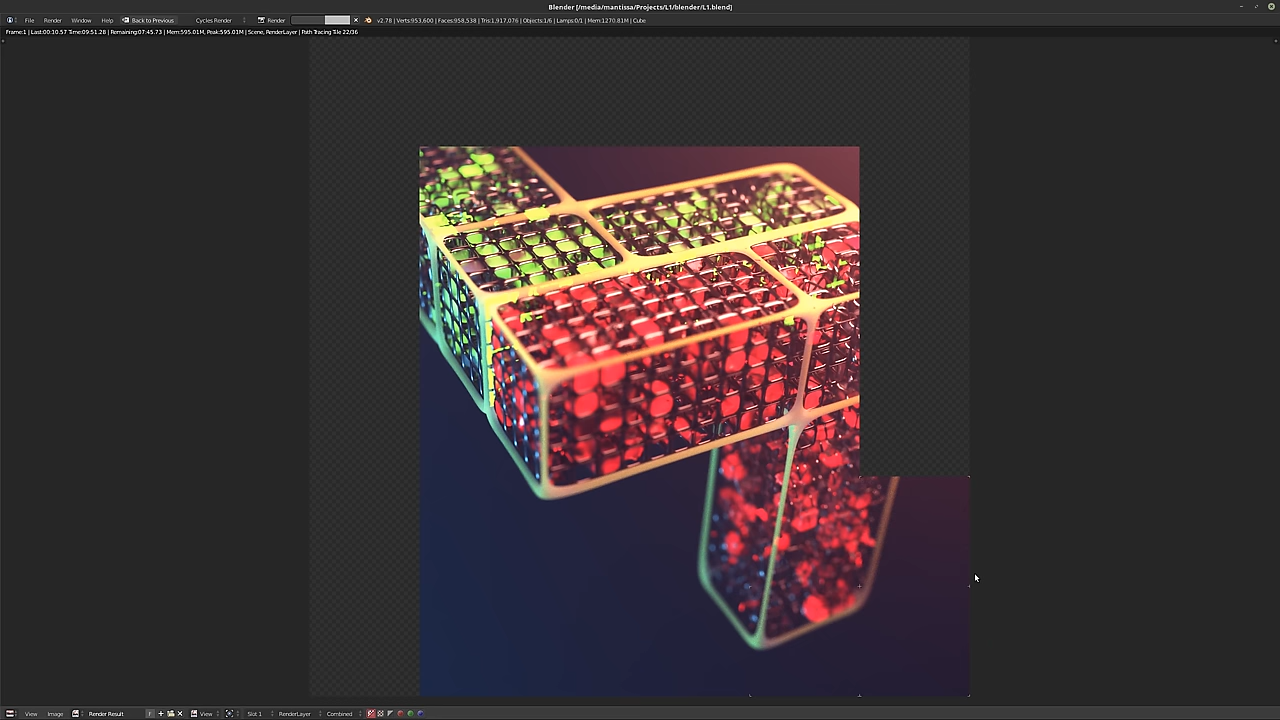 Blender [/media/mantissa/Projects/L1/blender/L1.blend]
File Render Window Help Back to Previous Cycles Render Render v2.78 | Verts:953,600 | Faces:958,538 | Tris:1,917,076 | Objects:1/6 | Lamps:0/1 | Mem:1270.81M | Cube
Frame:1 | Last:00:10.57 Time:09:51.28 | Remaining:07:45.73 | Mem:595.01M, Peak:595.01M | Scene, RenderLayer | Path Tracing Tile 22/36
View Image Render Result F View Slot 1 RenderLayer Combined